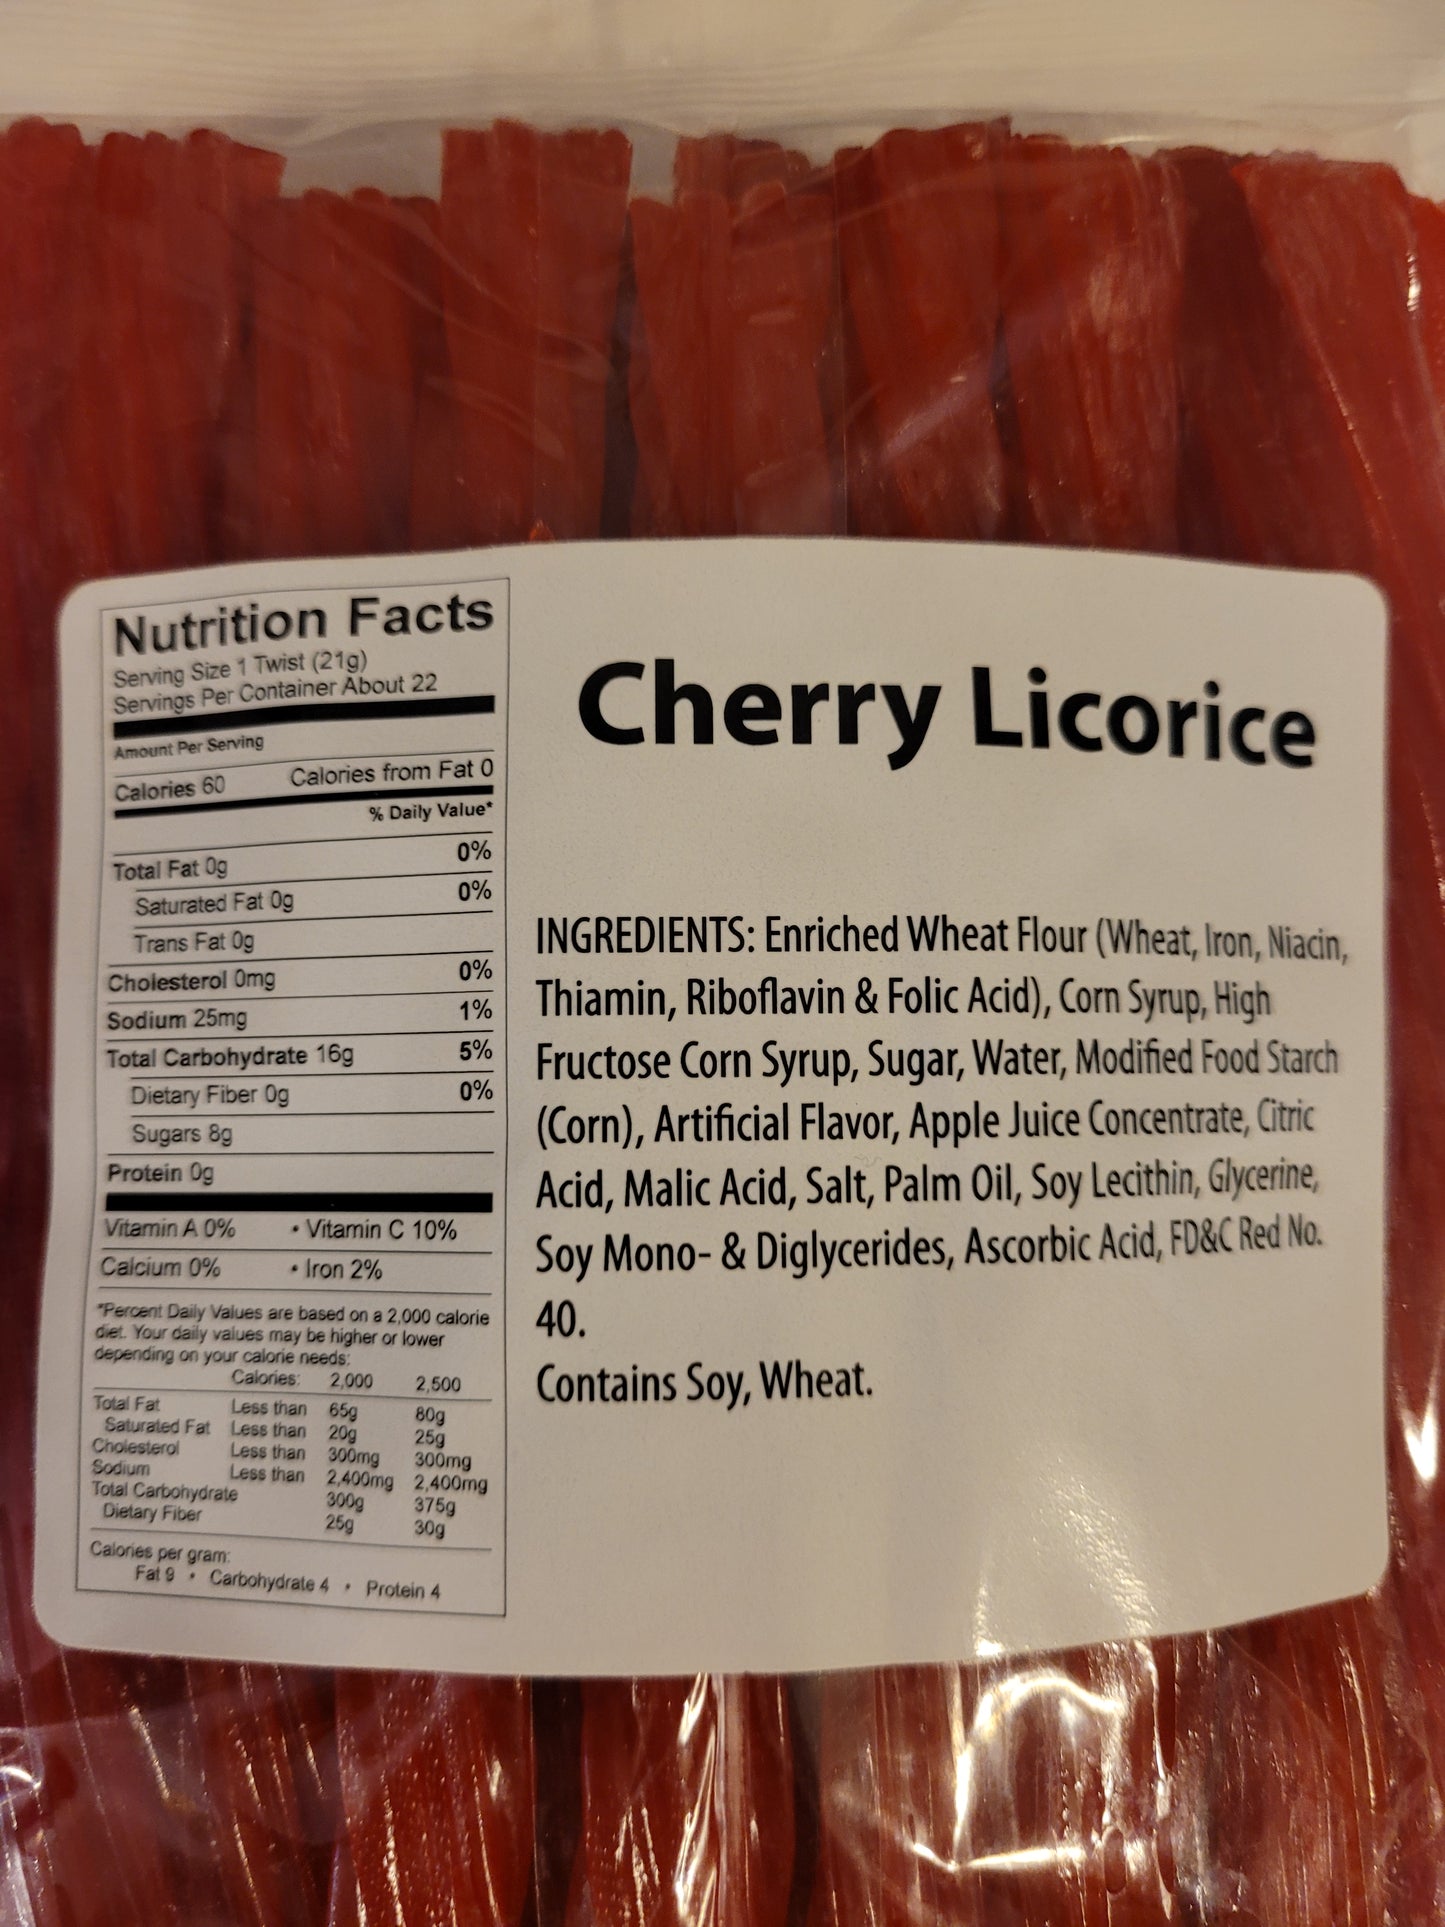 Nutrition Facts
Serving Size 1 Twist (21g)
Servings Per Container About 22
Amount Per Serving
Calories 60 Calories from Fat 0
% Daily Value*
Total Fat 0g 0%
Saturated Fat 0g 0%
Trans Fat 0g
Cholesterol 0mg 0%
Sodium 25mg 1%
Total Carbohydrate 16g 5%
Dietary Fiber 0g 0%
Sugars 8g
Protein 0g
Vitamin A 0% • Vitamin C 10%
Calcium 0% • Iron 2%
*Percent Daily Values are based on a 2,000 calorie
diet. Your daily values may be higher or lower
depending on your calorie needs:
Calories: 2,000 2,500
Total Fat Less than 65g 80g
Saturated Fat Less than 20g 25g
Cholesterol Less than 300mg 300mg
Sodium Less than 2,400mg 2,400mg
Total Carbohydrate 300g 375g
Dietary Fiber 25g 30g
Calories per gram:
Fat 9 • Carbohydrate 4 • Protein 4
Cherry Licorice
INGREDIENTS: Enriched Wheat Flour (Wheat, Iron, Niacin,
Thiamin, Riboflavin & Folic Acid), Corn Syrup, High
Fructose Corn Syrup, Sugar, Water, Modified Food Starch
(Corn), Artificial Flavor, Apple Juice Concentrate, Citric
Acid, Malic Acid, Salt, Palm Oil, Soy Lecithin, Glycerine,
Soy Mono- & Diglycerides, Ascorbic Acid, FD&C Red No.
40.
Contains Soy, Wheat.